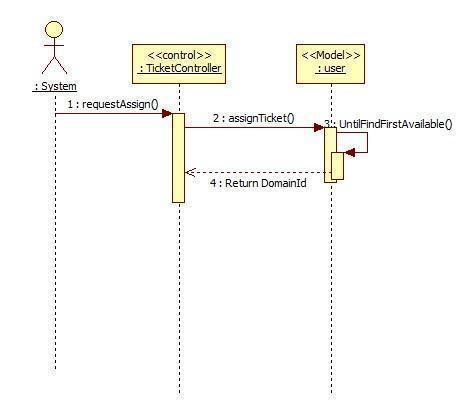 <<control>>
: TicketController
<<Model>>
: user
: System
1 : requestAssign()
2 : assignTicket()
3 : UntilFindFirstAvailable()
4 : Return DomainId